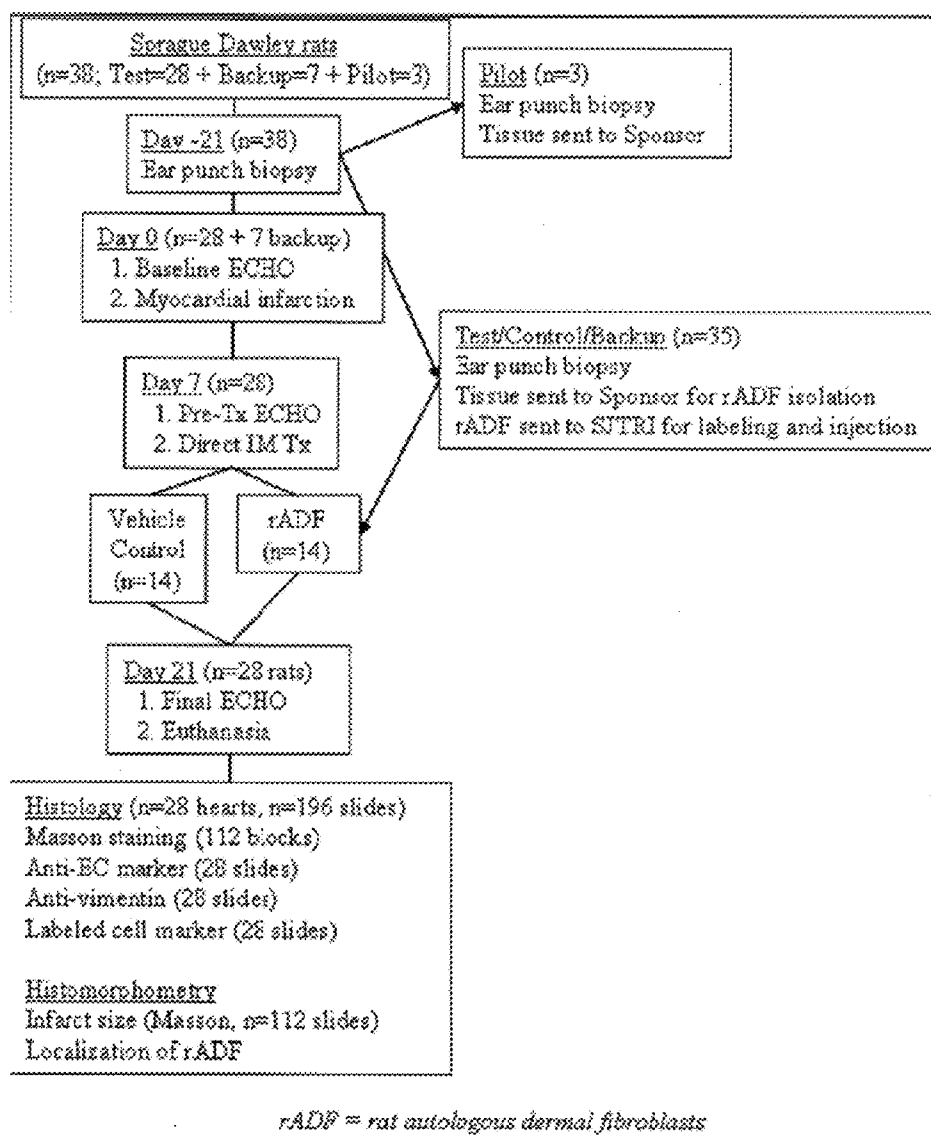 Sprague Dawley rats
(n=38; Test=28 + Backup=7 + Pilot=3)
Pilot (n=3)
Ear punch biopsy
Tissue sent to Sponsor
Day -21 (n=38)
Ear punch biopsy
Day 0 (n=28 + 7 backup)
1. Baseline ECHO
2. Myocardial infarction
Test/Control/Backup (n=35)
Ear punch biopsy
Tissue sent to Sponsor for rADF isolation
rADF sent to SJTRI for labeling and injection
Day 7 (n=28)
1. Pre-Tx ECHO
2. Direct IM Tx
Vehicle
Control
(n=14)
rADF
(n=14)
Day 21 (n=28 rats)
1. Final ECHO
2. Euthanasia
Histology (n=28 hearts, n=196 slides)
Masson staining (112 blocks)
Anti-EC marker (28 slides)
Anti-vimentin (28 slides)
Labeled cell marker (28 slides)
Histomorphometry
Infarct size (Masson, n=112 slides)
Localization of rADF
rADF = rat autologous dermal fibroblasts